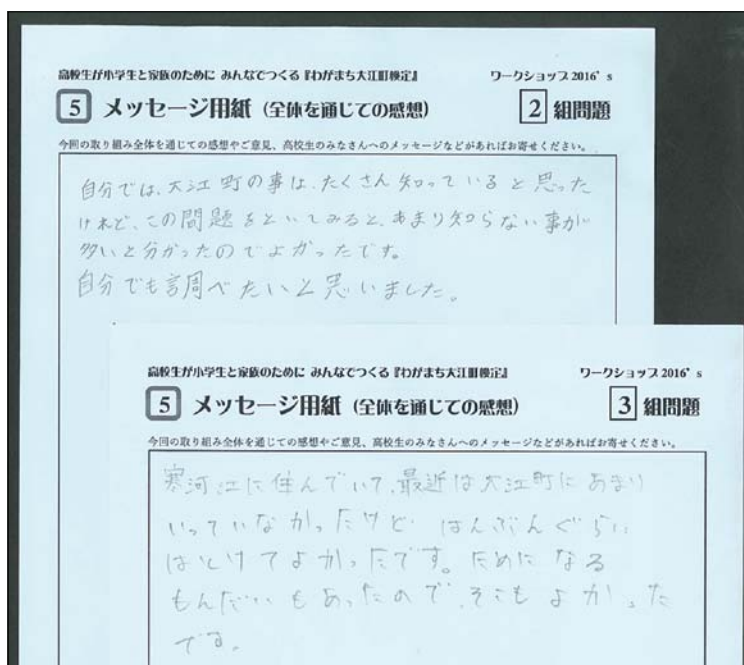 高校生が小学生と家族のために みんなでつくる『わがまち大江町検定』
ワークショップ 2016’s
5 メッセージ用紙（全体を通じての感想）
2 組問題
今回の取り組み全体を通じての感想やご意見、高校生のみなさんへのメッセージなどがあればお寄せください。
自分では、大江町の事は、たくさん知っていると思った
けれど、この問題をといてみると、あまり知らない事が
多いと分かったのでよかったです。
自分でも調べたいと思いました。
高校生が小学生と家族のために みんなでつくる『わがまち大江町検定』
ワークショップ 2016’s
5 メッセージ用紙（全体を通じての感想）
3 組問題
今回の取り組み全体を通じての感想やご意見、高校生のみなさんへのメッセージなどがあればお寄せください。
寒河江に住んでいて、最近は大江町にあまり
いっていなかったけど はんぶんぐらい
はとけてよかったです。ために なる
もんだいもあったので、そこもよかった
です。